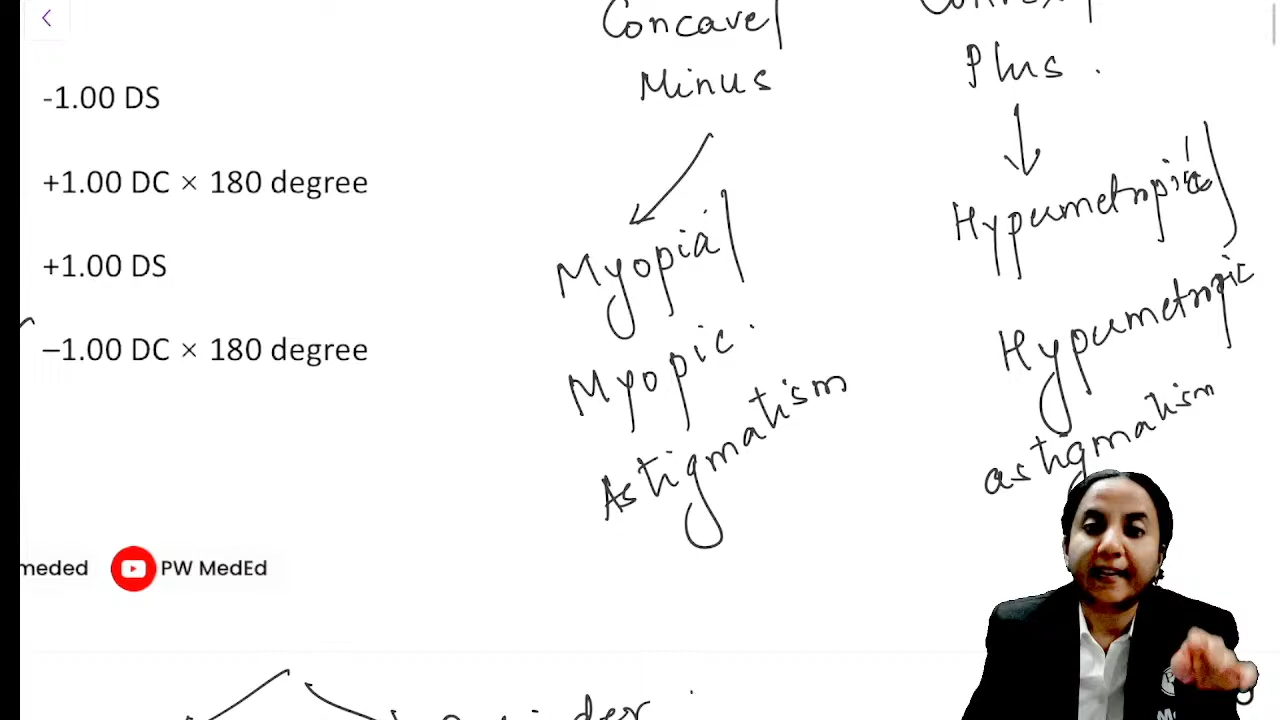 Concave
Minus
Plus .
-1.00 DS
+1.00 DC × 180 degree
+1.00 DS
–1.00 DC × 180 degree
Myopia
Myopic
Astigmatism
Hypermetropia
Hypermetropic
astigmatism
meded
PW MedEd